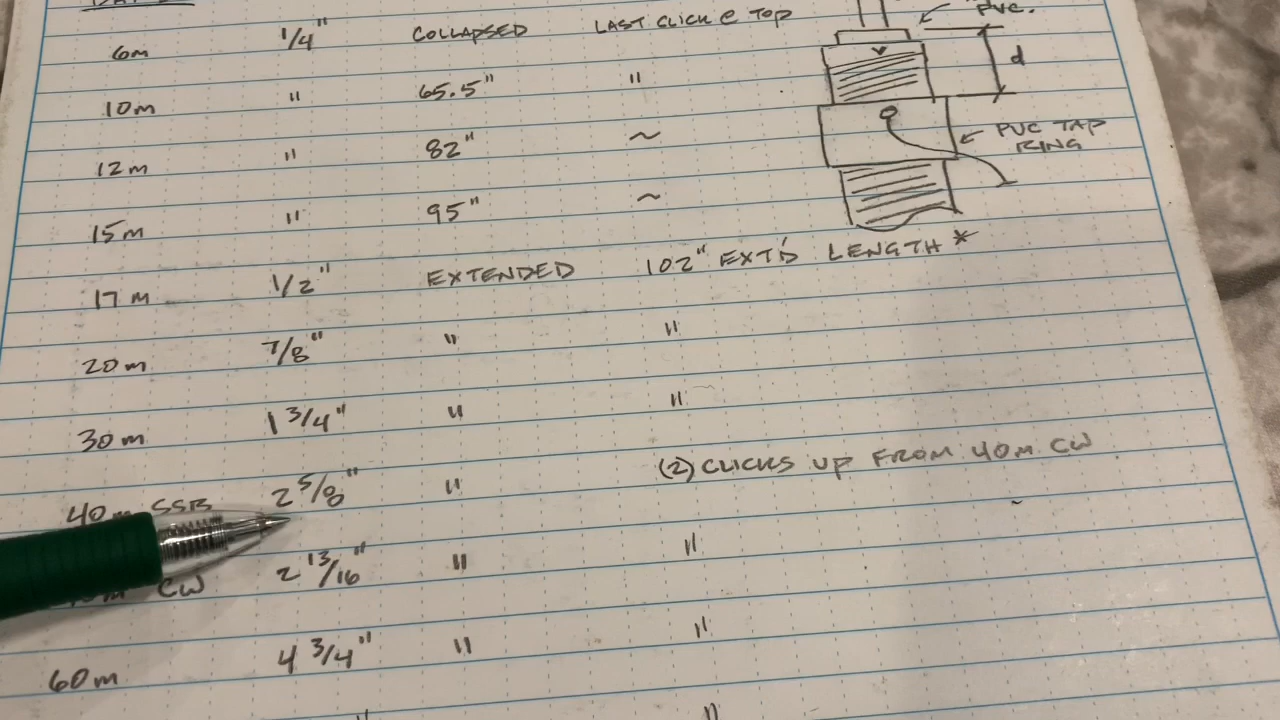 6m 1/4" COLLAPSED LAST CLICK @ TOP
10m " 65.5" "
12m " 82" ~
15m " 95" ~
17m 1/2" EXTENDED 102" EXT'D LENGTH *
20m 7/8" " "
30m 1 3/4" " "
40m SSB 2 5/8" " (2) CLICKS UP FROM 40m CW
CW 2 13/16" " "
60m 4 3/4" " "
" "
PVC.
d
PVC TAP
RING